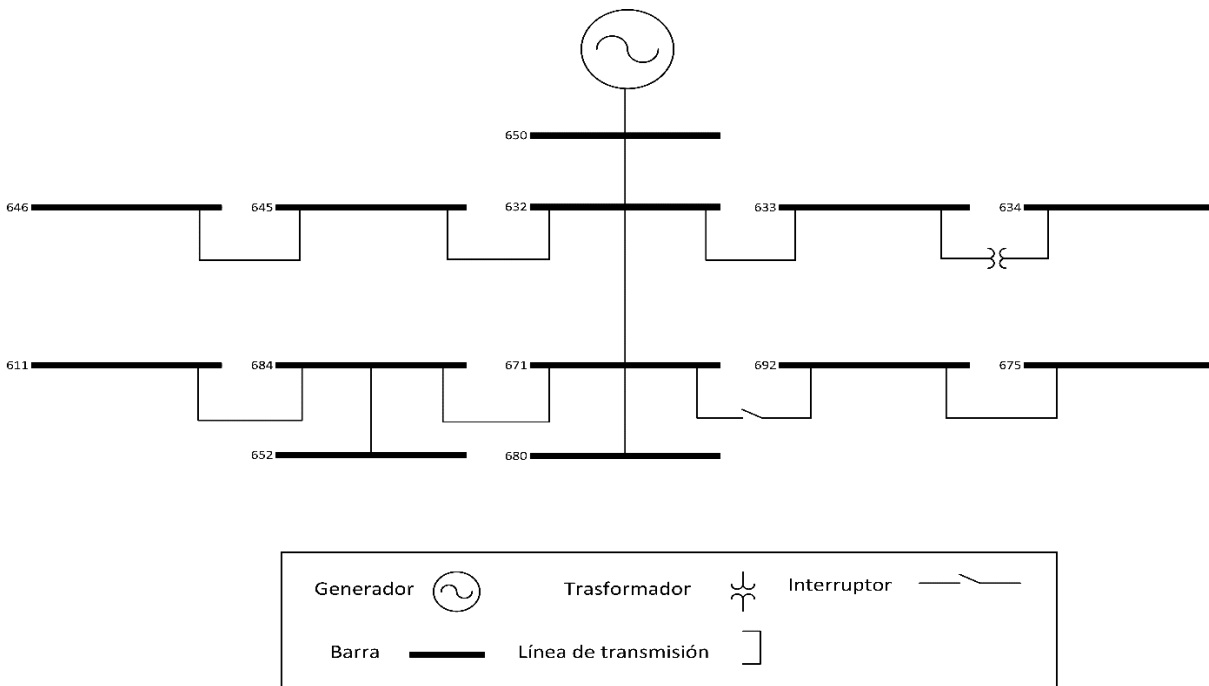 650
646
645
632
633
634
611
684
671
692
675
652
680
Generador
Trasformador
Interruptor
Barra
Línea de transmisión